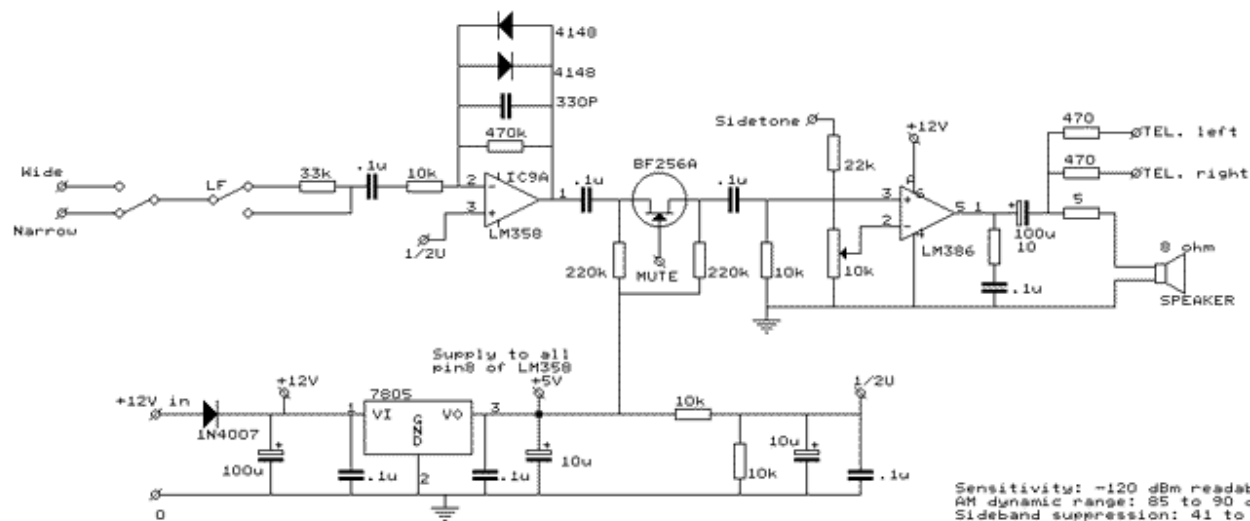 4148
4148
330P
470k
Sidetone
+12V
470
TEL. left
22k
470
TEL. right
BF256A
Wide
LF
33k
.1u
10k
2
LIC9A
1
.1u
.1u
3
6
5
1
5
Narrow
3
LM358
1/2U
2
4
LM386
100u
10
8 ohm
220k
MUTE
220k
10k
10k
.1u
SPEAKER
Supply to all
pin8 of LM358
+12V
+5V
1/2U
+12V in
1
7805
VI
VO
GND
3
10k
1N4007
100u
.1u
2
.1u
10u
10k
10u
.1u
0
Sensitivity: -120 dBm readab
AM dynamic range: 85 to 90 d
Sideband suppression: 41 to